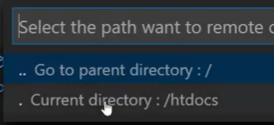 Select the path want to remote
.. Go to parent directory : /
. Current directory : /htdocs